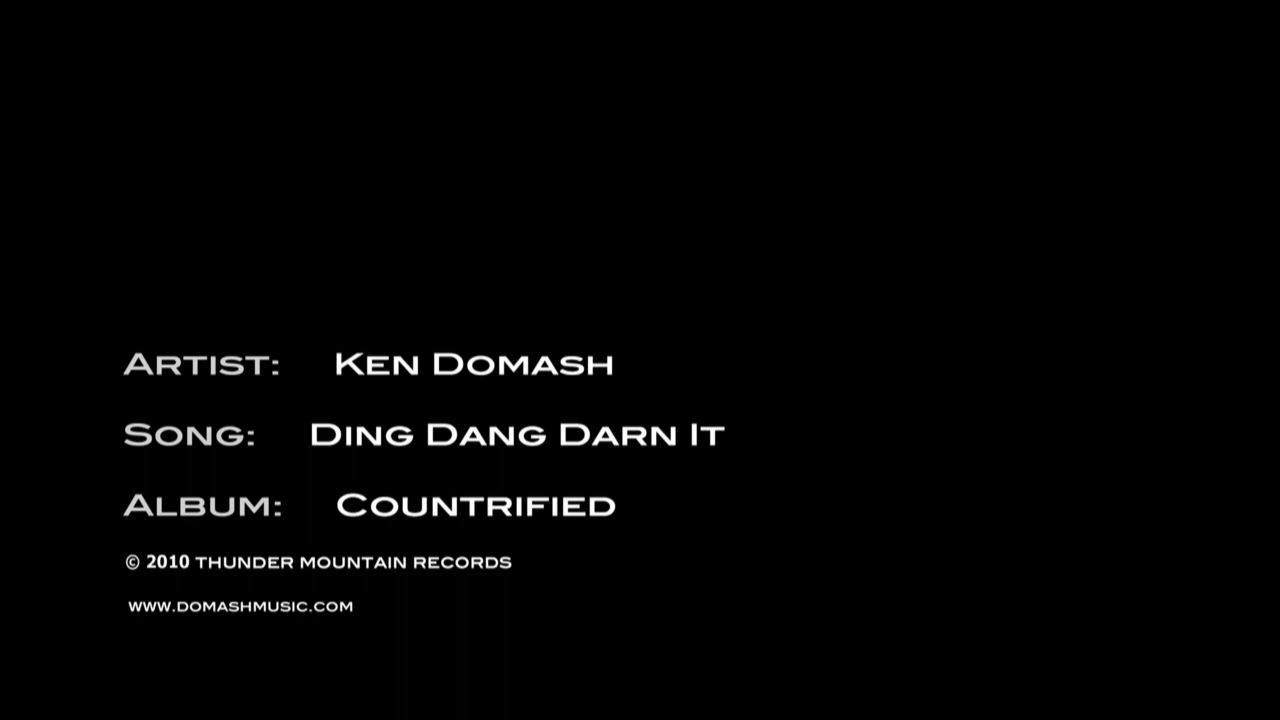 Artist: Ken Domash
Song: Ding Dang Darn It
Album: Countrified
© 2010 Thunder Mountain Records
www.domashmusic.com